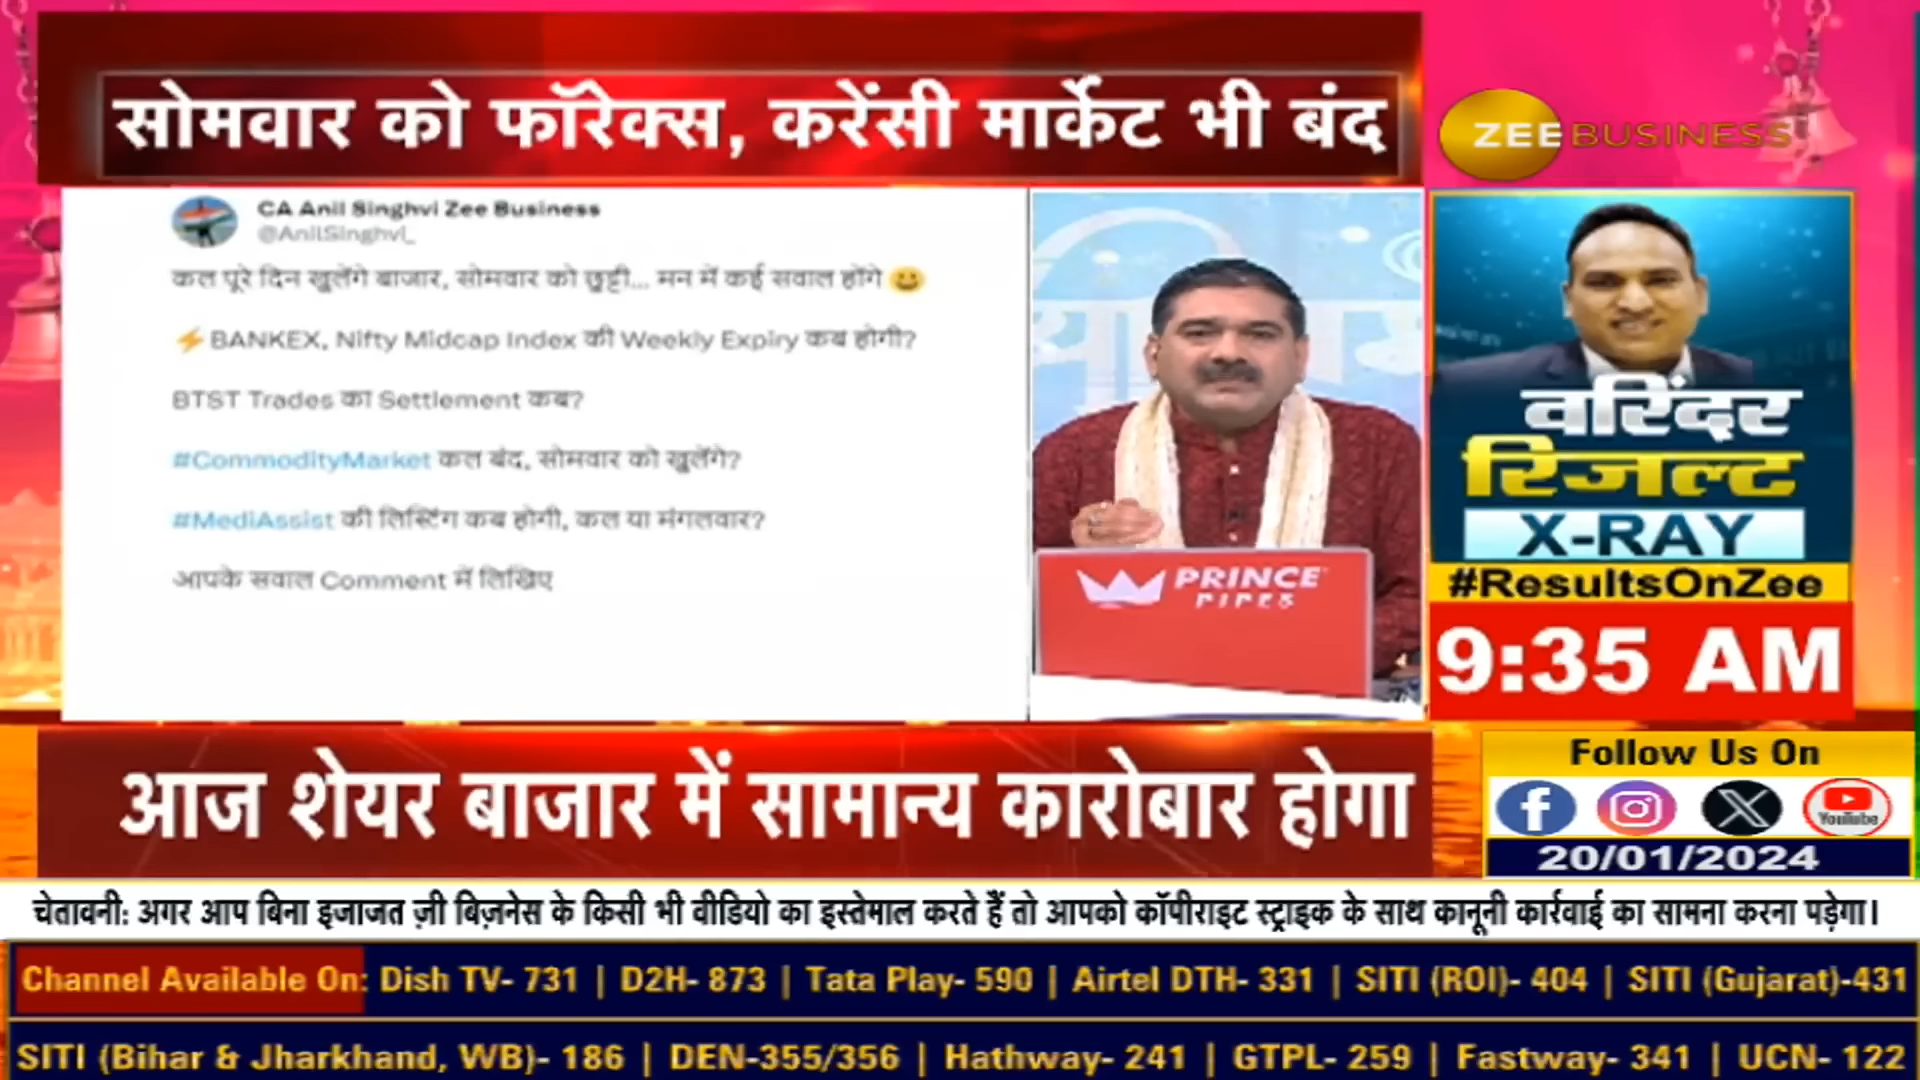 सोमवार को फॉरेक्स, करेंसी मार्केट भी बंद
ZEE BUSINESS
CA Anil Singhvi Zee Business
@AnilSinghvi_
कल पूरे दिन खुलेंगे बाजार, सोमवार को छुट्टी... मन में कई सवाल होंगे 😀
⚡BANKEX, Nifty Midcap Index की Weekly Expiry कब होगी?
BTST Trades का Settlement कब?
#CommodityMarket कल बंद, सोमवार को खुलेंगे?
#MediAssist की लिस्टिंग कब होगी, कल या मंगलवार?
आपके सवाल Comment में लिखिए
PRINCE
PIPES
वरिंदर
रिजल्ट
X-RAY
#ResultsOnZee
9:35 AM
आज शेयर बाजार में सामान्य कारोबार होगा
Follow Us On
YouTube
20/01/2024
चेतावनी: अगर आप बिना इजाजत ज़ी बिज़नेस के किसी भी वीडियो का इस्तेमाल करते हैं तो आपको कॉपीराइट स्ट्राइक के साथ कानूनी कार्रवाई का सामना करना पड़ेगा।
Channel Available On: Dish TV- 731 | D2H- 873 | Tata Play- 590 | Airtel DTH- 331 | SITI (ROI)- 404 | SITI (Gujarat)-431
SITI (Bihar & Jharkhand, WB)- 186 | DEN-355/356 | Hathway- 241 | GTPL- 259 | Fastway- 341 | UCN- 122